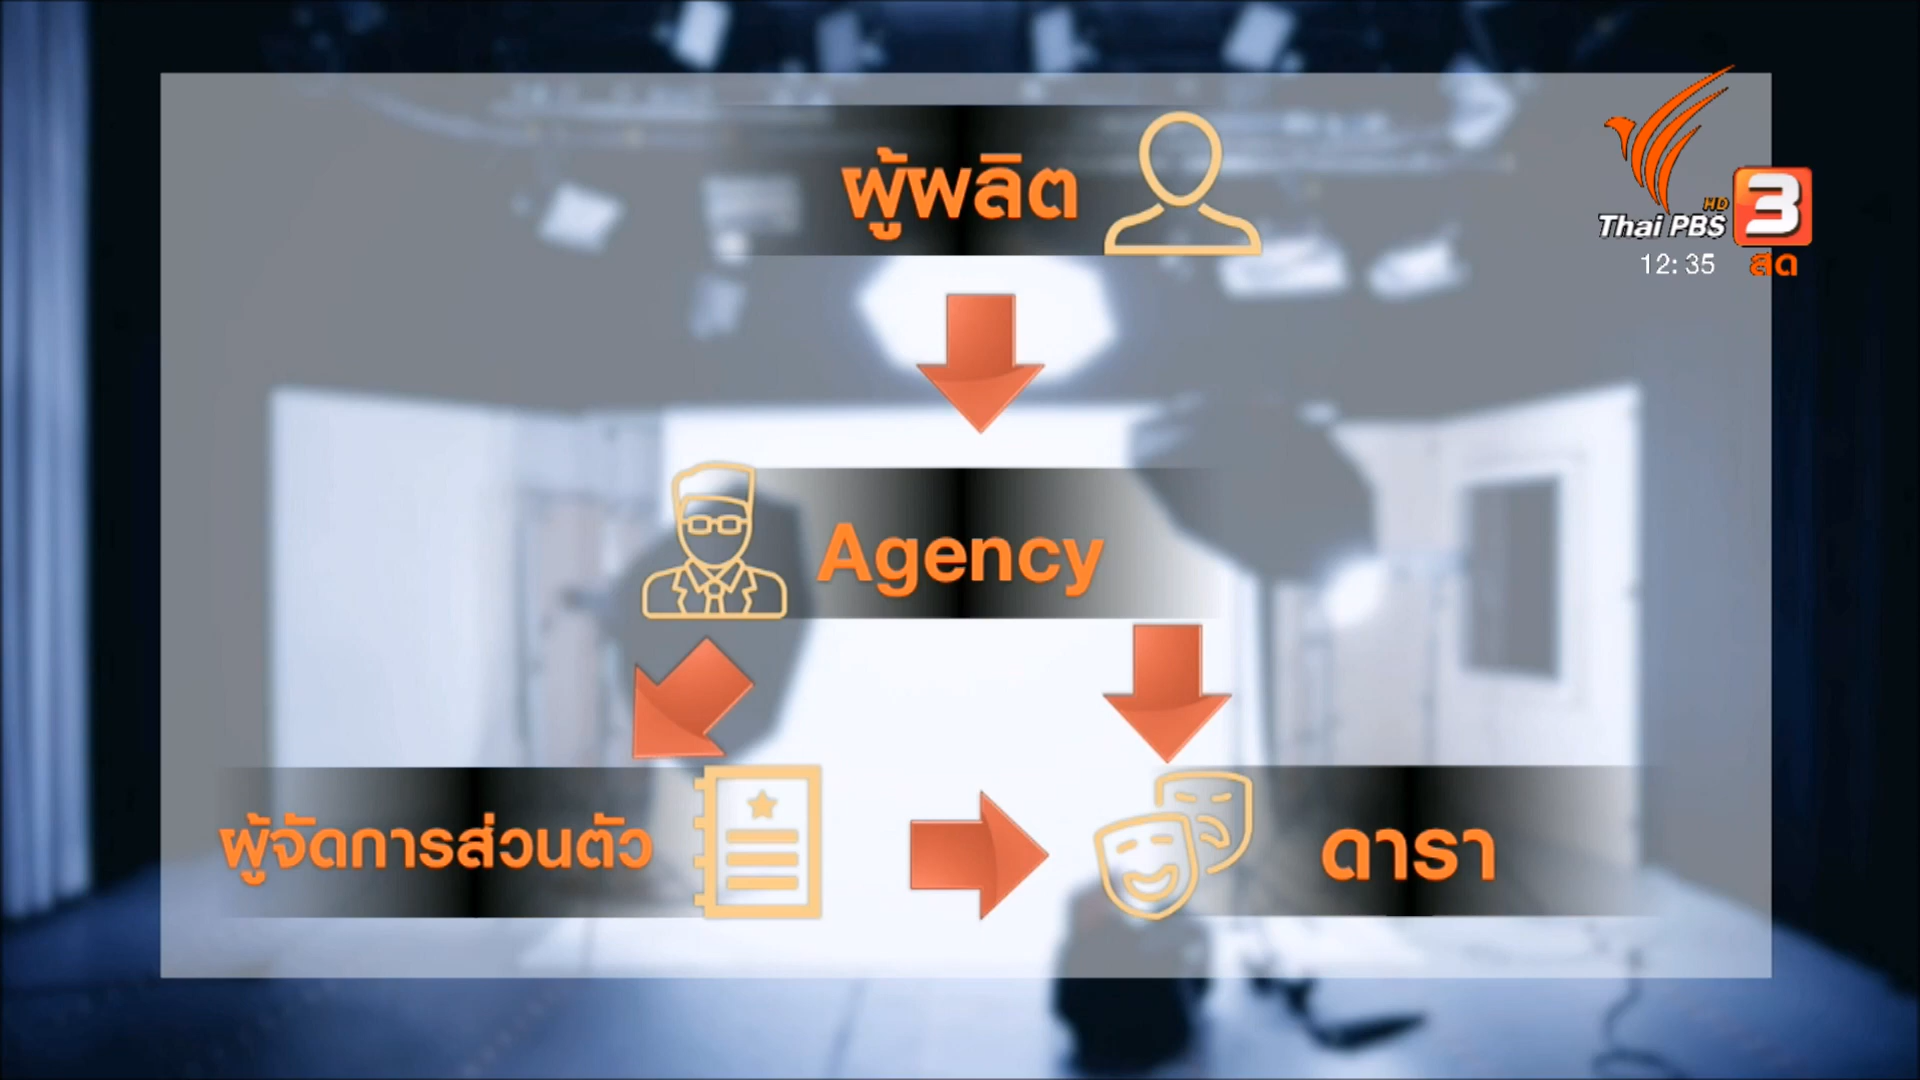 ผู้ผลิต
HD
Thai PBS 3
12:35 สด
Agency
ผู้จัดการส่วนตัว
ดารา